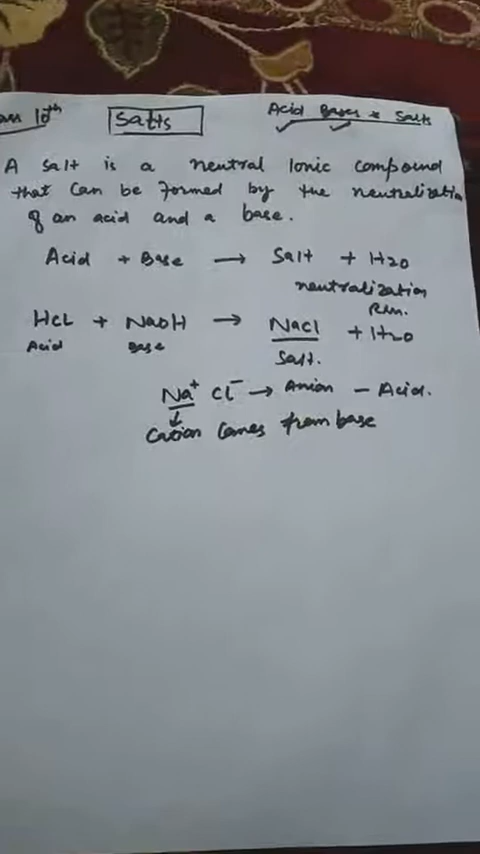 10th
Salts
Acid Bases & Salts
A salt is a neutral Ionic compound
that can be formed by the neutralization
of an acid and a base.
Acid + Base → Salt + H2O
neutralization
Rxn.
HCl + NaOH → NaCl + H2O
Acid Base Salt.
Na+ Cl- → Anion - Acid.
Cation Comes from base